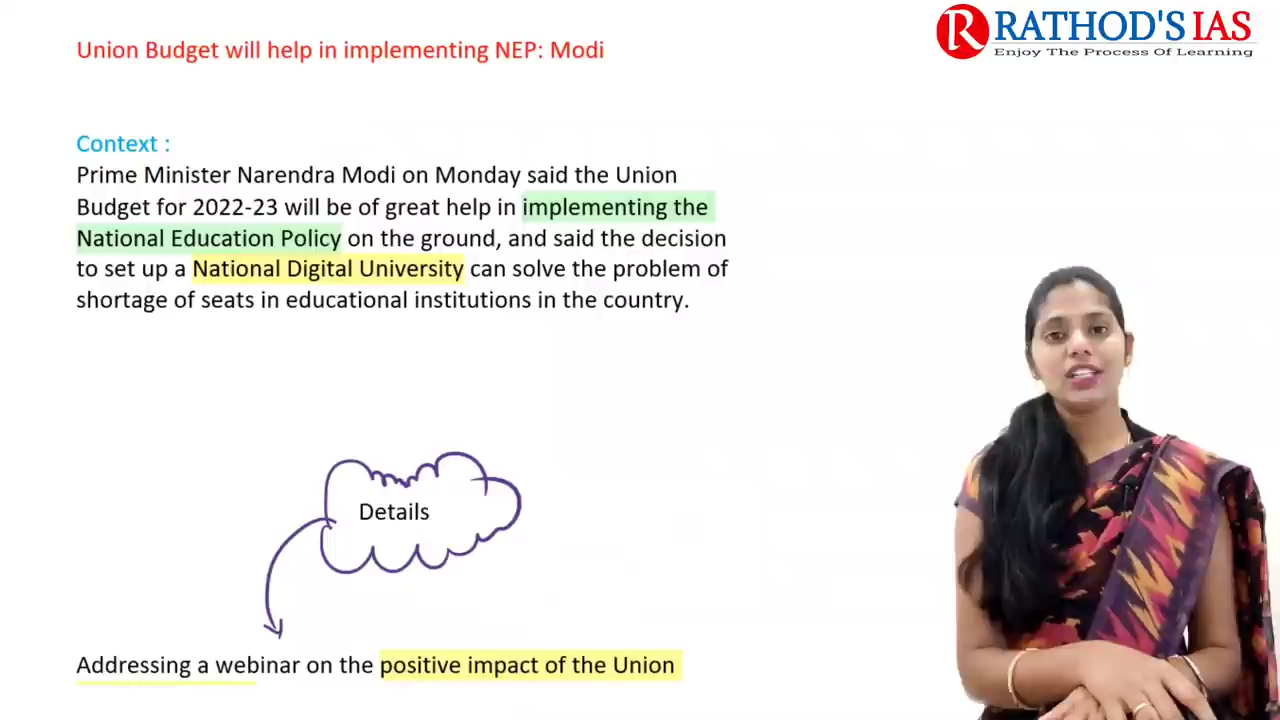 RATHOD'S IAS
Enjoy The Process Of Learning
Union Budget will help in implementing NEP: Modi
Context :
Prime Minister Narendra Modi on Monday said the Union
Budget for 2022-23 will be of great help in implementing the
National Education Policy on the ground, and said the decision
to set up a National Digital University can solve the problem of
shortage of seats in educational institutions in the country.
Details
Addressing a webinar on the positive impact of the Union